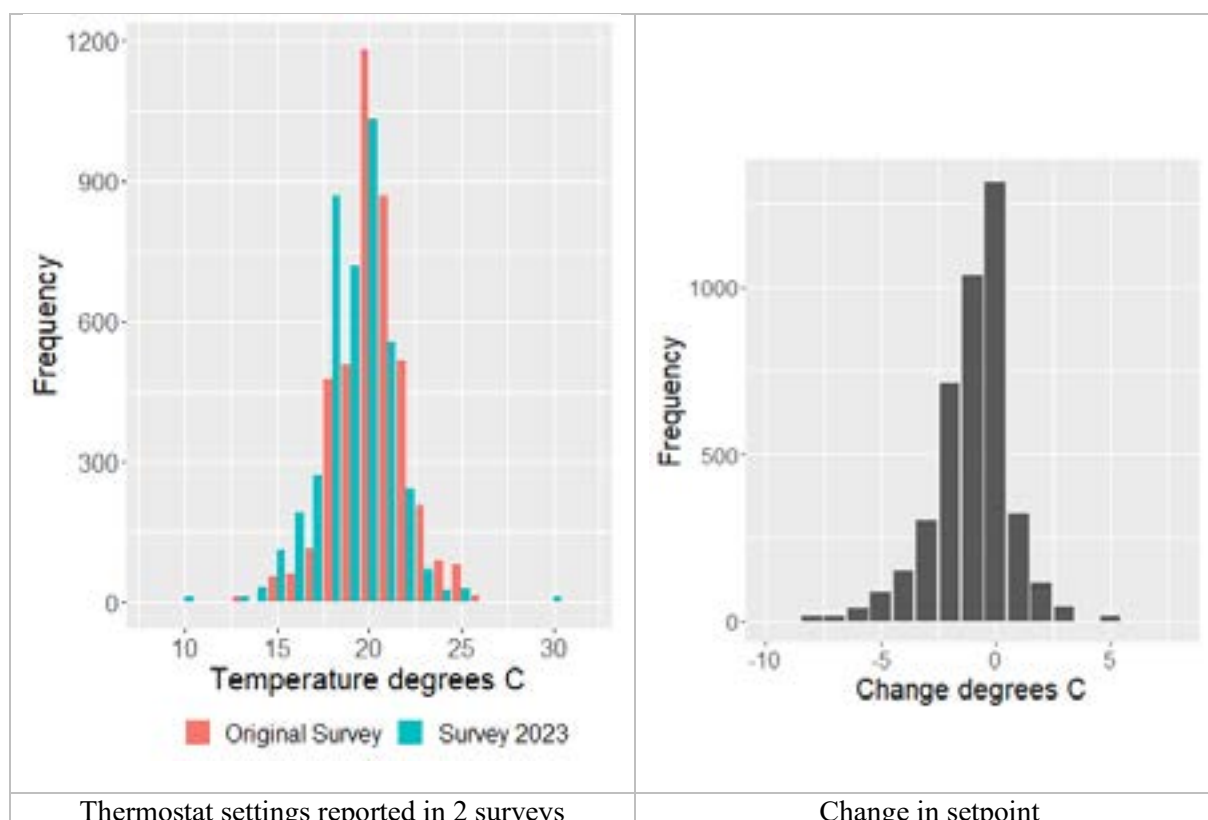 1200
900
600
300
0
Frequency
10 15 20 25 30
Temperature degrees C
Original Survey Survey 2023
Thermostat settings reported in 2 surveys
1000
500
0
Frequency
-10 -5 0 5
Change degrees C
Change in setpoint